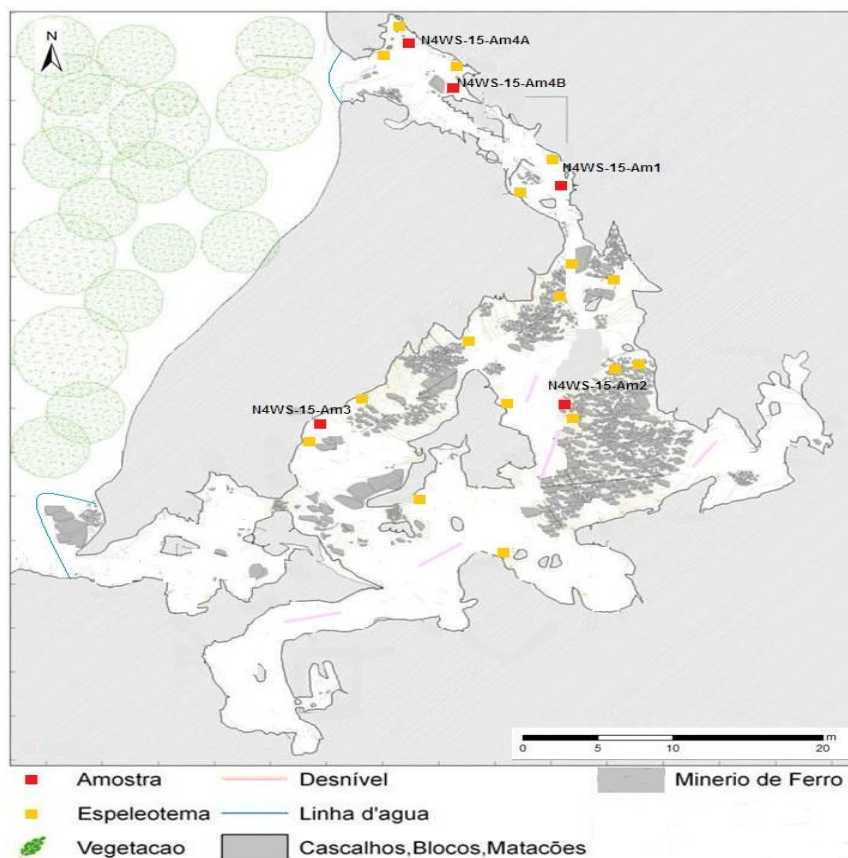 N
N4WS-15-Am4A
N4WS-15-Am4B
N4WS-15-Am1
N4WS-15-Am2
N4WS-15-Am3
0 5 10 20 m
Amostra Desnível Minerio de Ferro
Espeleotema Linha d'agua
Vegetacao Cascalhos,Blocos,Matacões